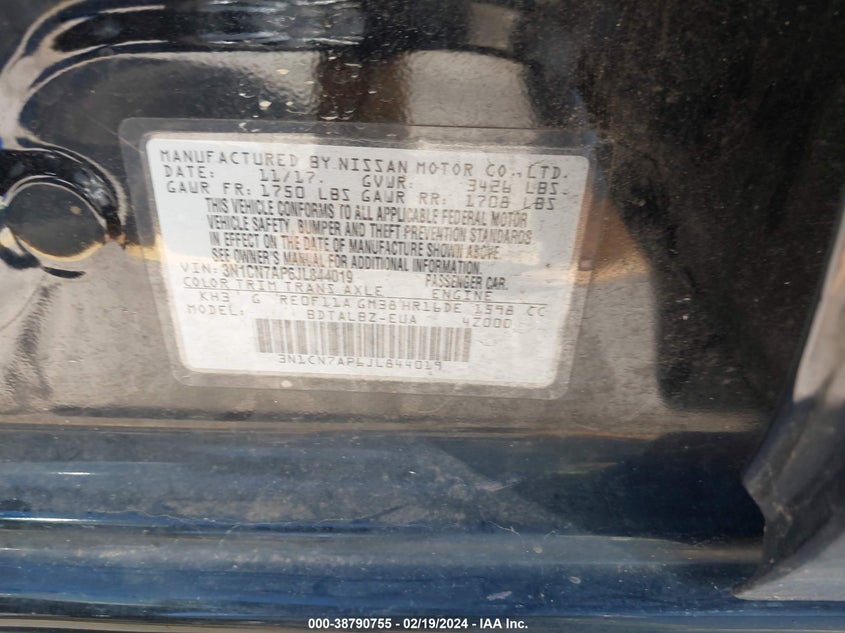 MANUFACTURED BY NISSAN MOTOR CO., LTD.
DATE: 11/17. GVWR: 3426 LBS
GAWR FR: 1750 LBS GAWR RR: 1708 LBS
THIS VEHICLE CONFORMS TO ALL APPLICABLE FEDERAL MOTOR
VEHICLE SAFETY, BUMPER AND THEFT PREVENTION STANDARDS
IN EFFECT ON THE DATE OF MANUFACTURE SHOWN ABOVE.
SEE OWNER'S MANUAL FOR ADDITIONAL INFORMATION.
VIN: 3N1CN7AP6JL844019 PASSENGER CAR.
COLOR TRIM TRANS AXLE ENGINE
KH3 G RE0F11A GM38 HR16DE 1598 CC
MODEL: BDTALBZ-EUA 4Z000
3N1CN7AP6JL844019
000-38790755 - 02/19/2024 - IAA Inc.